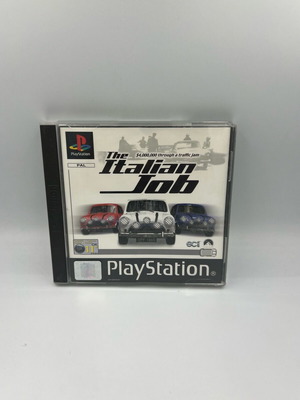 PlayStation
PAL
$4,000,000 through a traffic jam
The
Italian
Job
SCi
PlayStation